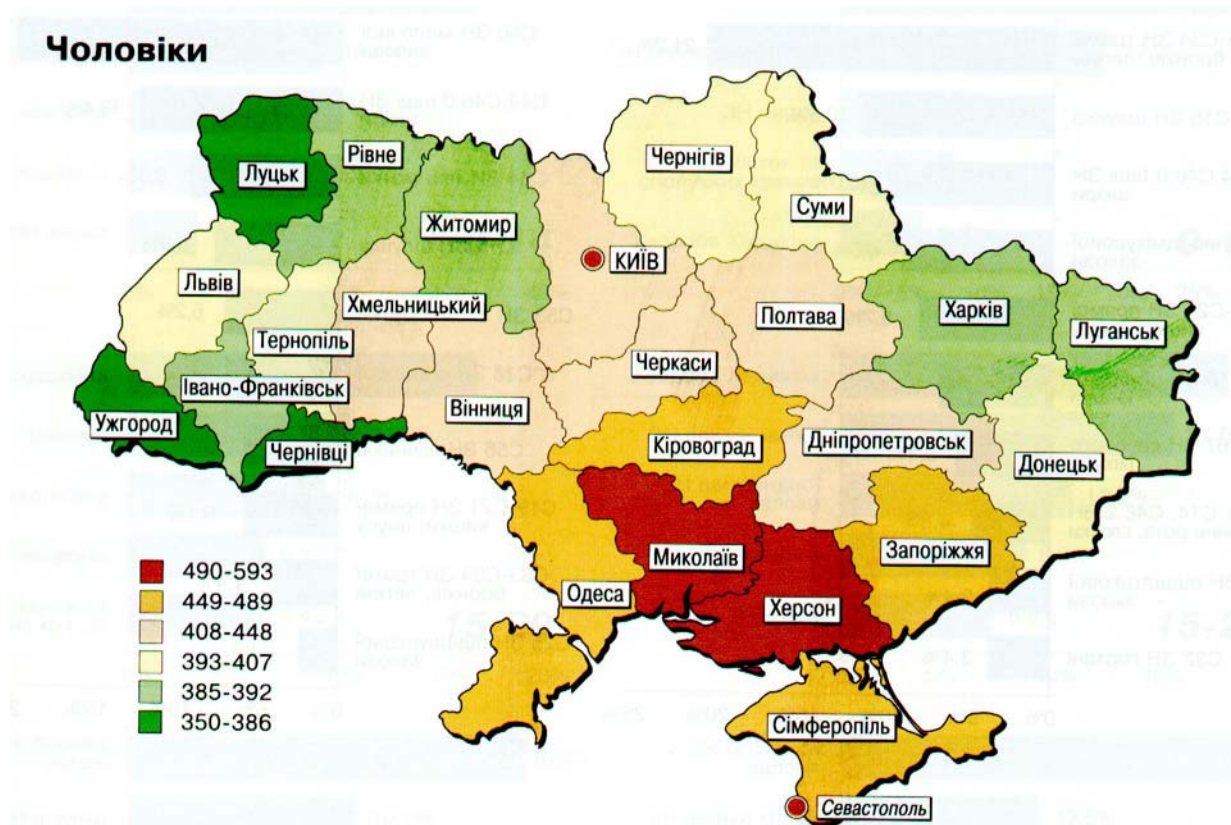 Чоловіки
Рівне
Луцьк
Чернігів
Житомир
Суми
КИЇВ
Львів
Хмельницький
Харків
Полтава
Луганськ
Тернопіль
Черкаси
Івано-Франківськ
Вінниця
Ужгород
Чернівці
Кіровоград
Дніпропетровськ
Донецьк
Миколаїв
Запоріжжя
Одеса
Херсон
Сімферопіль
Севастополь
490-593
449-489
408-448
393-407
385-392
350-386